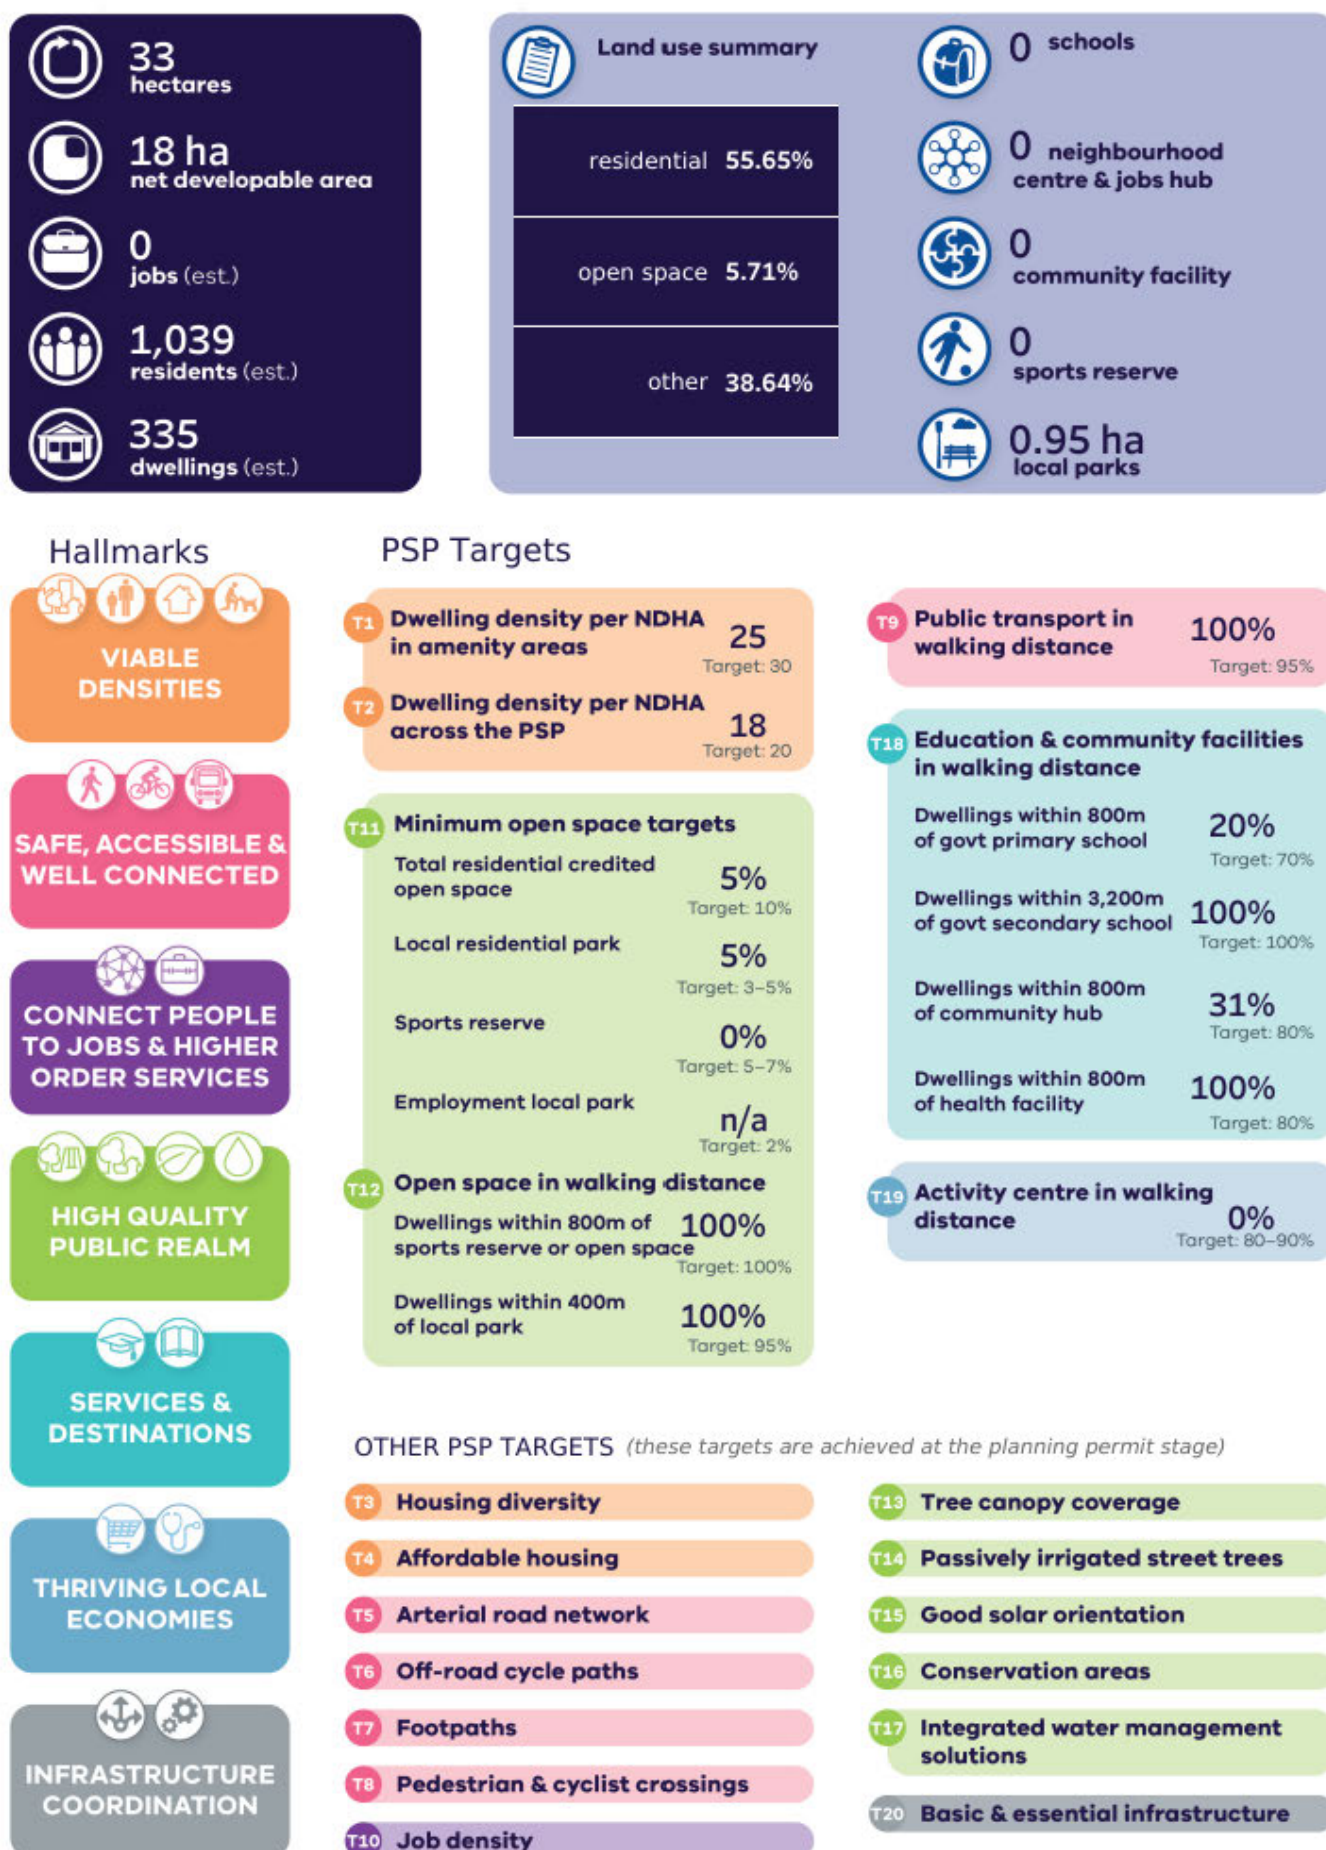 33
hectares
18 ha
net developable area
0
jobs (est.)
1,039
residents (est.)
335
dwellings (est.)
Land use summary
residential 55.65%
open space 5.71%
other 38.64%
0 schools
0 neighbourhood
centre & jobs hub
0
community facility
0
sports reserve
0.95 ha
local parks
Hallmarks
VIABLE
DENSITIES
SAFE, ACCESSIBLE &
WELL CONNECTED
CONNECT PEOPLE
TO JOBS & HIGHER
ORDER SERVICES
HIGH QUALITY
PUBLIC REALM
SERVICES &
DESTINATIONS
THRIVING LOCAL
ECONOMIES
INFRASTRUCTURE
COORDINATION
PSP Targets
T1 Dwelling density per NDHA
in amenity areas
25
Target: 30
T2 Dwelling density per NDHA
across the PSP
18
Target: 20
T11 Minimum open space targets
Total residential credited
open space
5%
Target: 10%
Local residential park
5%
Target: 3–5%
Sports reserve
0%
Target: 5–7%
Employment local park
n/a
Target: 2%
T12 Open space in walking distance
Dwellings within 800m of
sports reserve or open space
100%
Target: 100%
Dwellings within 400m
of local park
100%
Target: 95%
T9 Public transport in
walking distance
100%
Target: 95%
T18 Education & community facilities
in walking distance
Dwellings within 800m
of govt primary school
20%
Target: 70%
Dwellings within 3,200m
of govt secondary school
100%
Target: 100%
Dwellings within 800m
of community hub
31%
Target: 80%
Dwellings within 800m
of health facility
100%
Target: 80%
T19 Activity centre in walking
distance
0%
Target: 80–90%
OTHER PSP TARGETS (these targets are achieved at the planning permit stage)
T3 Housing diversity
T4 Affordable housing
T5 Arterial road network
T6 Off-road cycle paths
T7 Footpaths
T8 Pedestrian & cyclist crossings
T10 Job density
T13 Tree canopy coverage
T14 Passively irrigated street trees
T15 Good solar orientation
T16 Conservation areas
T17 Integrated water management
solutions
T20 Basic & essential infrastructure